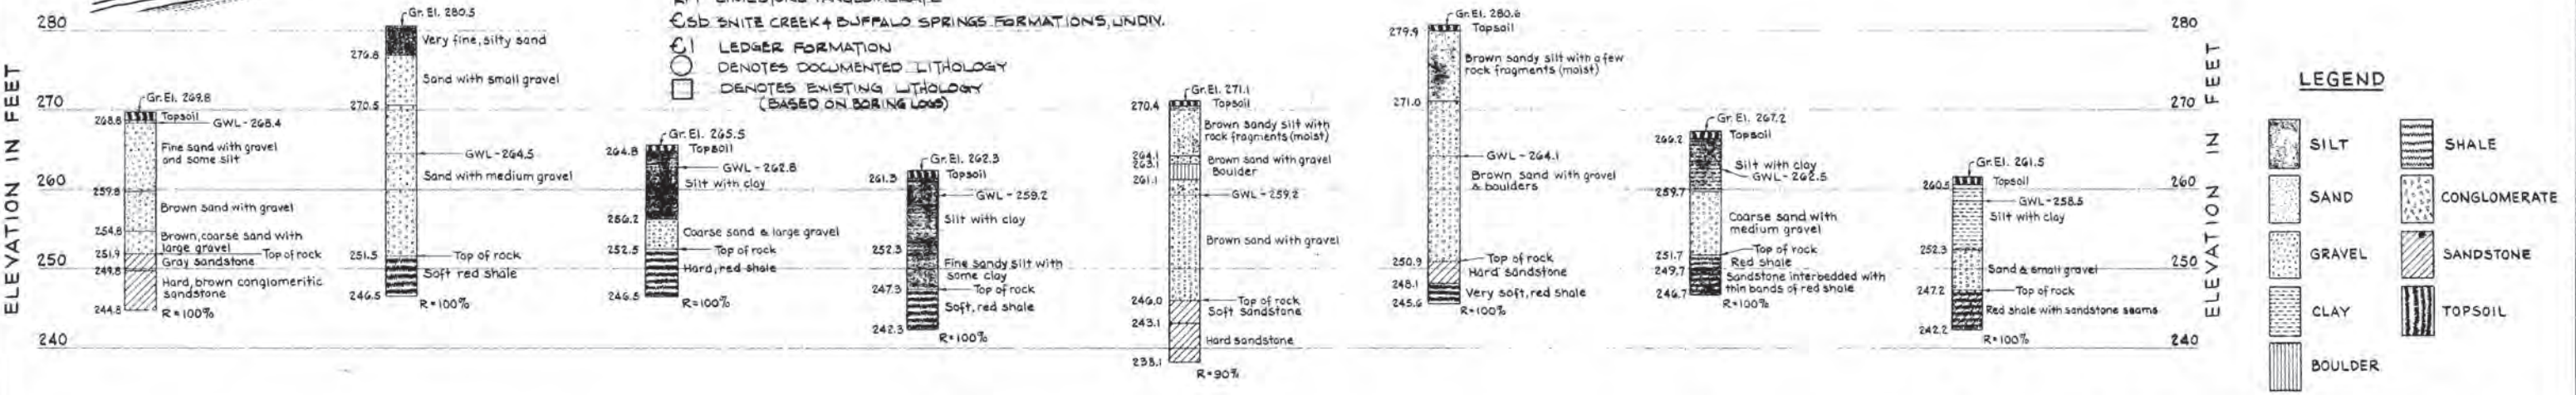 ЄSb SNITE CREEK & BUFFALO SPRINGS FORMATIONS, UNDIV.
Єl LEDGER FORMATION
DENOTES DOCUMENTED LITHOLOGY
DENOTES EXISTING LITHOLOGY
(BASED ON BORING LOGS)
ELEVATION IN FEET
280
270
260
250
240
Gr. El. 269.8
268.8
Topsoil
GWL-268.4
Fine sand with gravel
and some silt
259.8
Brown sand with gravel
254.8
Brown, coarse sand with
large gravel
251.9
Top of rock
Gray sandstone
249.8
Hard, brown conglomeritic
sandstone
244.8
R=100%
Gr. El. 280.5
Very fine, silty sand
276.8
Sand with small gravel
270.5
GWL-264.5
Sand with medium gravel
251.5
Top of rock
Soft red shale
246.5
R=100%
Gr. El. 265.5
264.8
Topsoil
GWL-262.8
Silt with clay
256.2
Coarse sand & large gravel
252.5
Top of rock
Hard, red shale
246.5
R=100%
Gr. El. 262.3
261.3
Topsoil
GWL-259.2
Silt with clay
252.3
Fine sandy silt with
some clay
247.3
Top of rock
Soft, red shale
242.3
R=100%
Gr. El. 271.1
270.4
Topsoil
Brown sandy silt with
rock fragments (moist)
264.1
Brown sand with gravel
263.1
Boulder
261.1
GWL-259.2
Brown sand with gravel
246.0
Top of rock
Soft Sandstone
243.1
Hard sandstone
238.1
R=90%
Gr. El. 280.6
279.9
Topsoil
Brown sandy silt with a few
rock fragments (moist)
271.0
GWL-264.1
Brown sand with gravel
& boulders
250.9
Top of rock
Hard sandstone
248.1
Very soft, red shale
245.6
R=100%
Gr. El. 267.2
266.2
Topsoil
Silt with clay
GWL-262.5
259.7
Coarse sand with
medium gravel
251.7
Top of rock
Red shale
249.7
Sandstone interbedded with
thin bands of red shale
246.7
R=100%
Gr. El. 261.5
260.5
Topsoil
GWL-258.5
Silt with clay
252.3
Sand & small gravel
247.2
Top of rock
Red shale with sandstone seams
242.2
R=100%
280
270
260
250
240
ELEVATION IN FEET
LEGEND
SILT
SHALE
SAND
CONGLOMERATE
GRAVEL
SANDSTONE
CLAY
TOPSOIL
BOULDER